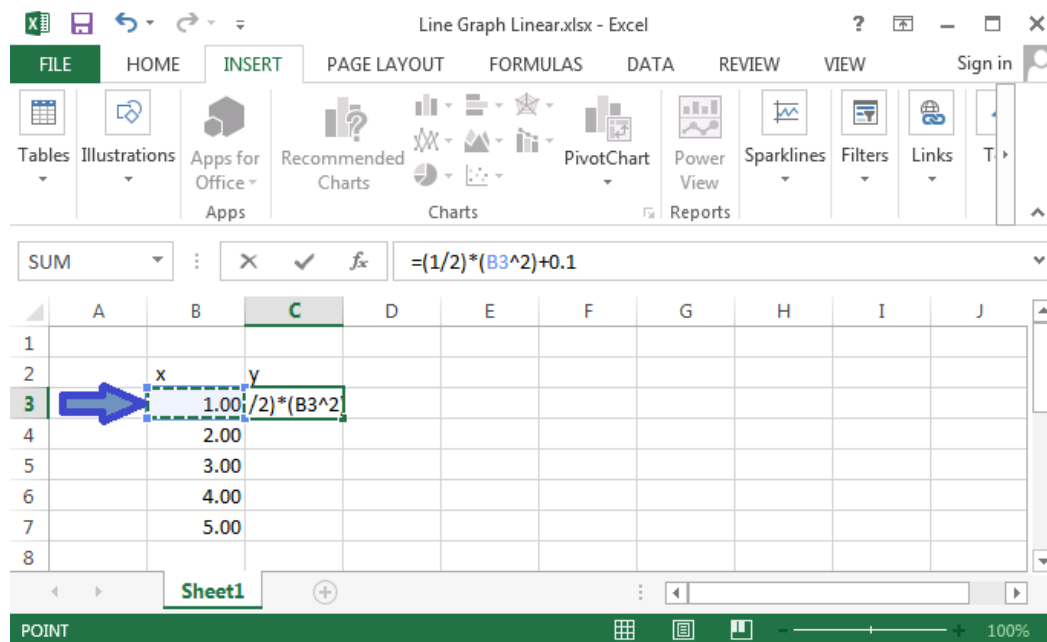 Line Graph Linear.xlsx - Excel
?
FILE HOME INSERT PAGE LAYOUT FORMULAS DATA REVIEW VIEW Sign in
Tables Illustrations Apps for Office Recommended Charts PivotChart Power View Sparklines Filters Links
Apps Charts Reports
SUM fx =(1/2)*(B3^2)+0.1
A B C D E F G H I J
1
2 x y
3 1.00 /2)*(B3^2)
4 2.00
5 3.00
6 4.00
7 5.00
8
Sheet1
POINT 100%